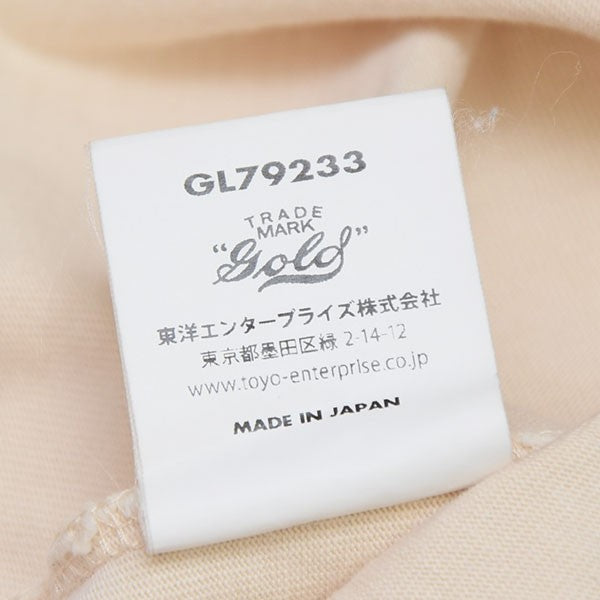 GL79233
TRADE
MARK
"Gold"
東洋エンタープライズ株式会社
東京都墨田区緑 2-14-12
www.toyo-enterprise.co.jp
MADE IN JAPAN